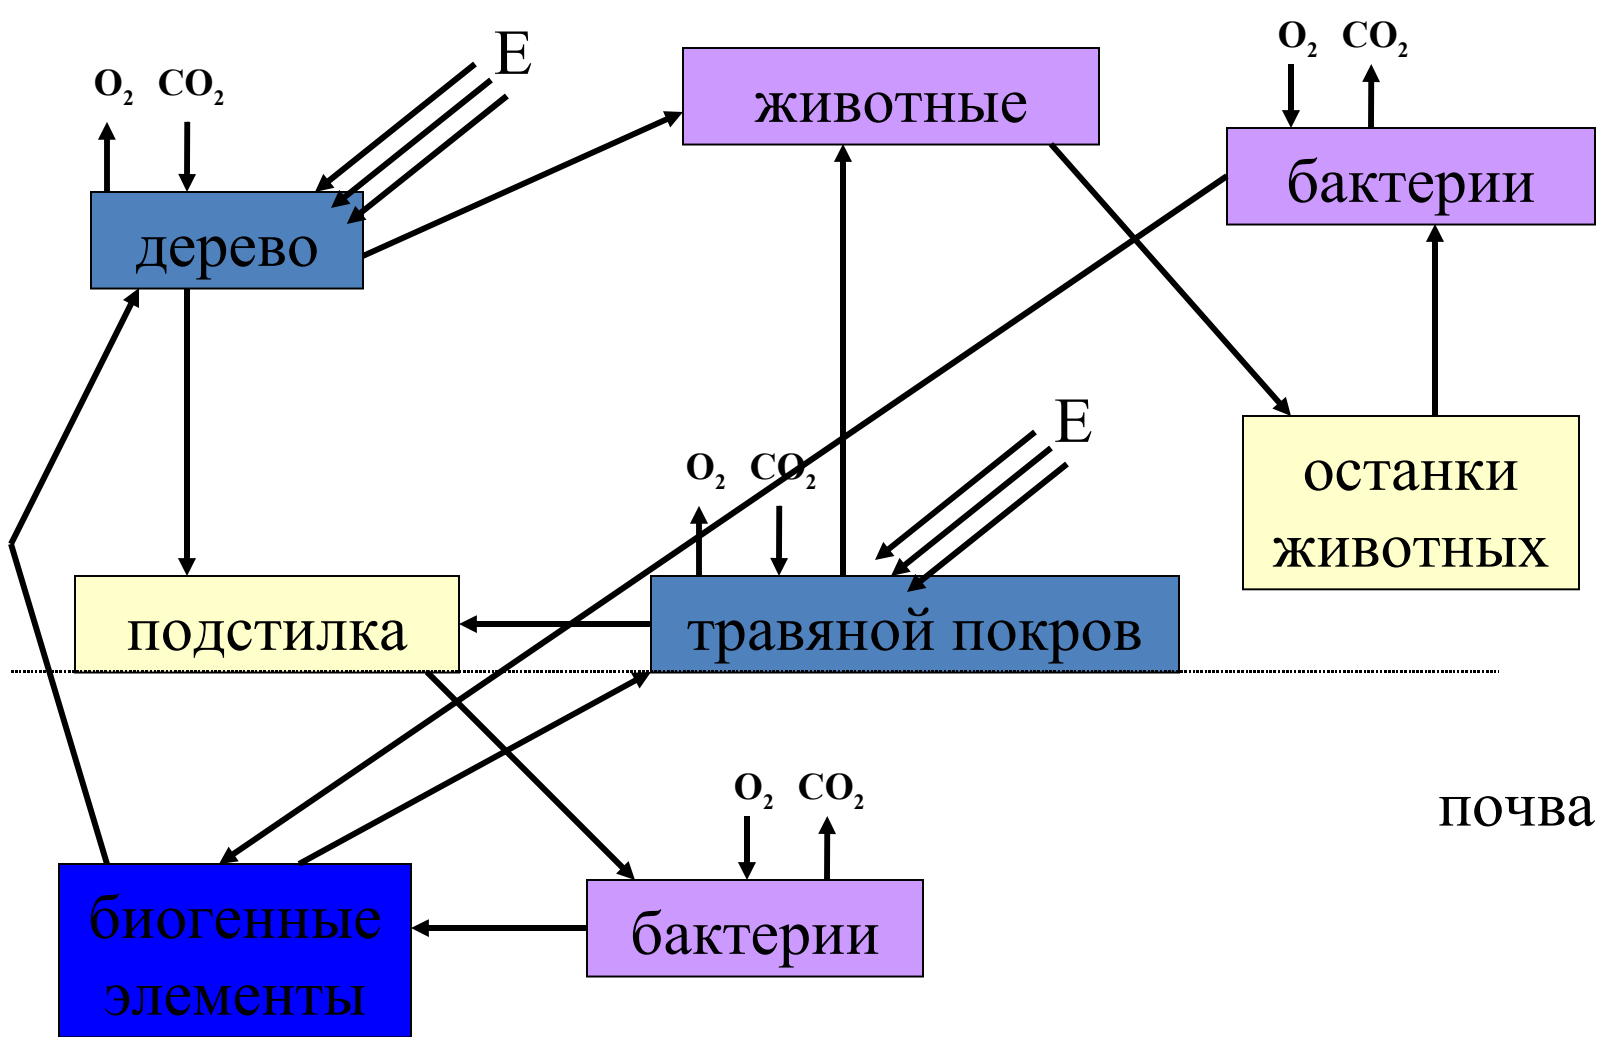 E
O₂ CO₂
животные
O₂ CO₂
бактерии
дерево
E
O₂ CO₂
останки
животных
подстилка
травяной покров
O₂ CO₂
почва
биогенные
элементы
бактерии